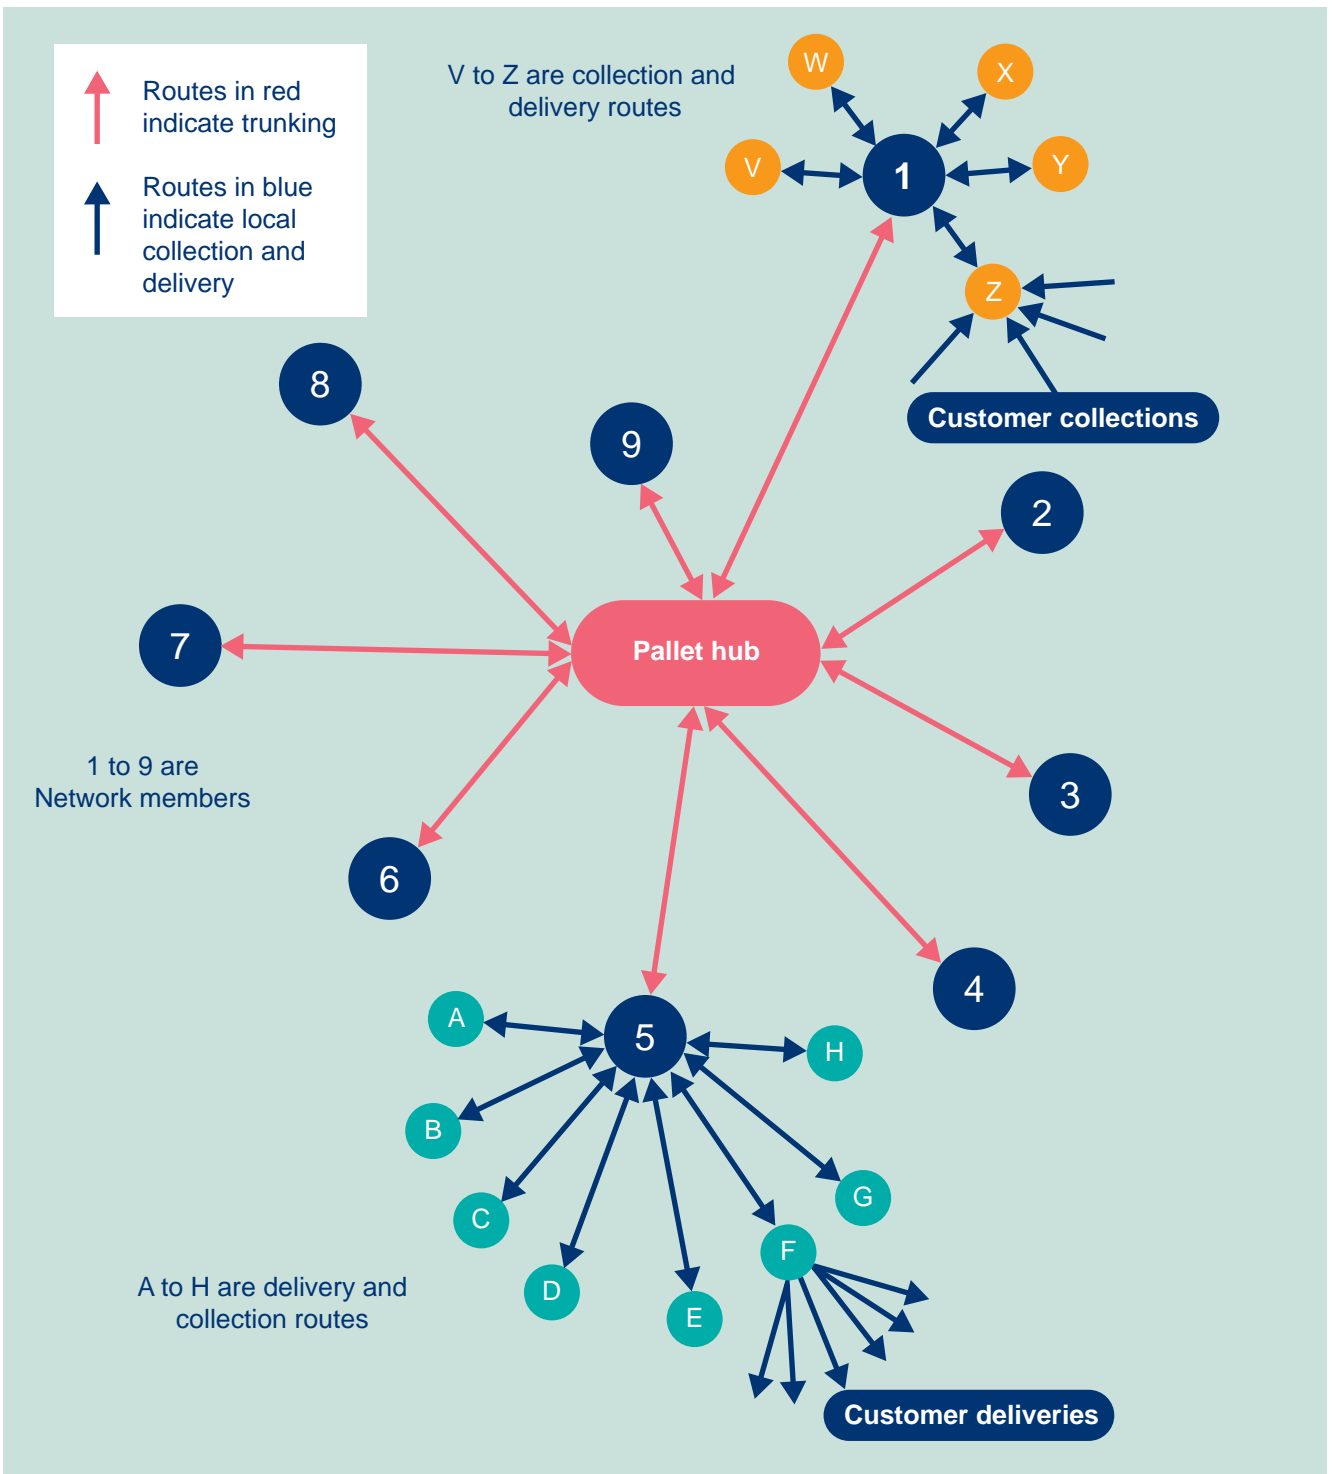 Routes in red
indicate trunking
Routes in blue
indicate local
collection and
delivery
V to Z are collection and
delivery routes
W
X
V
1
Y
Z
Customer collections
8
9
2
7
Pallet hub
1 to 9 are
Network members
3
6
4
A
5
H
B
C
G
F
D
E
A to H are delivery and
collection routes
Customer deliveries